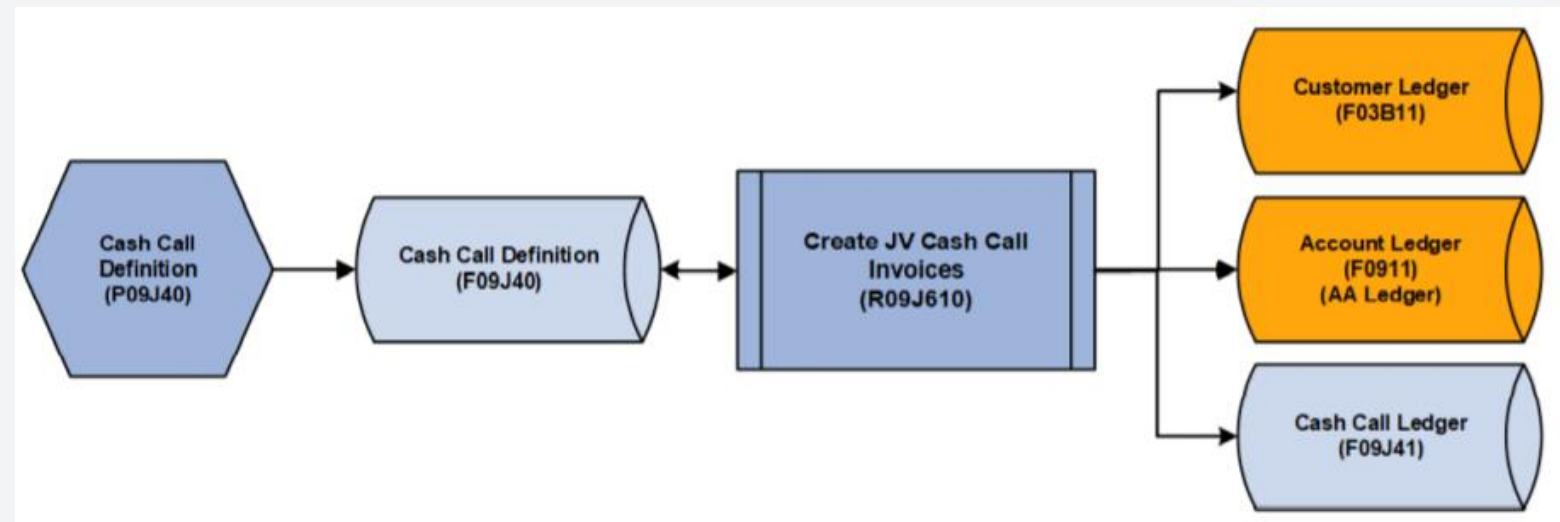 Cash Call
Definition
(P09J40)
Cash Call Definition
(F09J40)
Create JV Cash Call
Invoices
(R09J610)
Customer Ledger
(F03B11)
Account Ledger
(F0911)
(AA Ledger)
Cash Call Ledger
(F09J41)